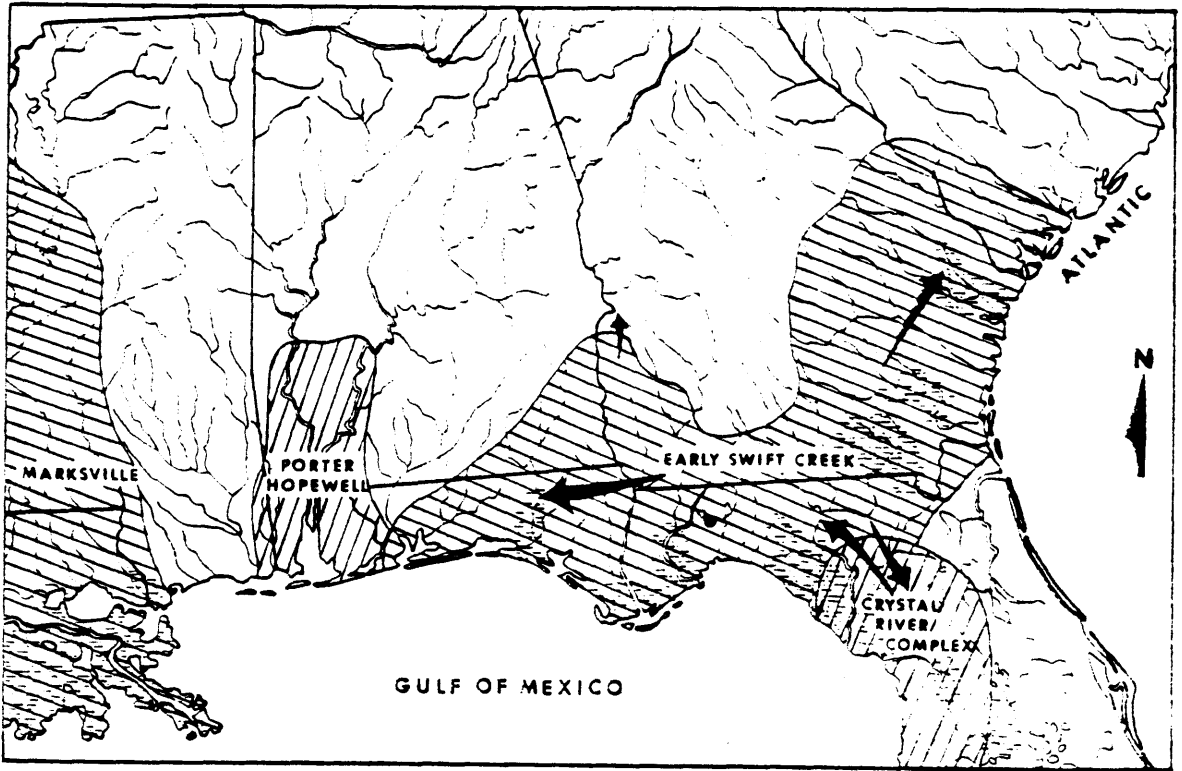 ATLANTIC
N
MARKSVILLE
PORTER
HOPEWELL
EARLY SWIFT CREEK
CRYSTAL
RIVER/
COMPLEX
GULF OF MEXICO